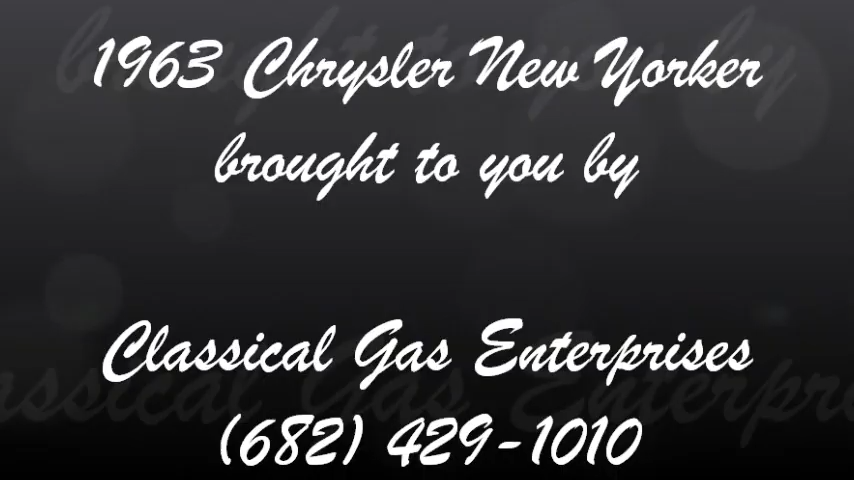 1963 Chrysler New Yorker
brought to you by
Classical Gas Enterprises
(682) 429-1010